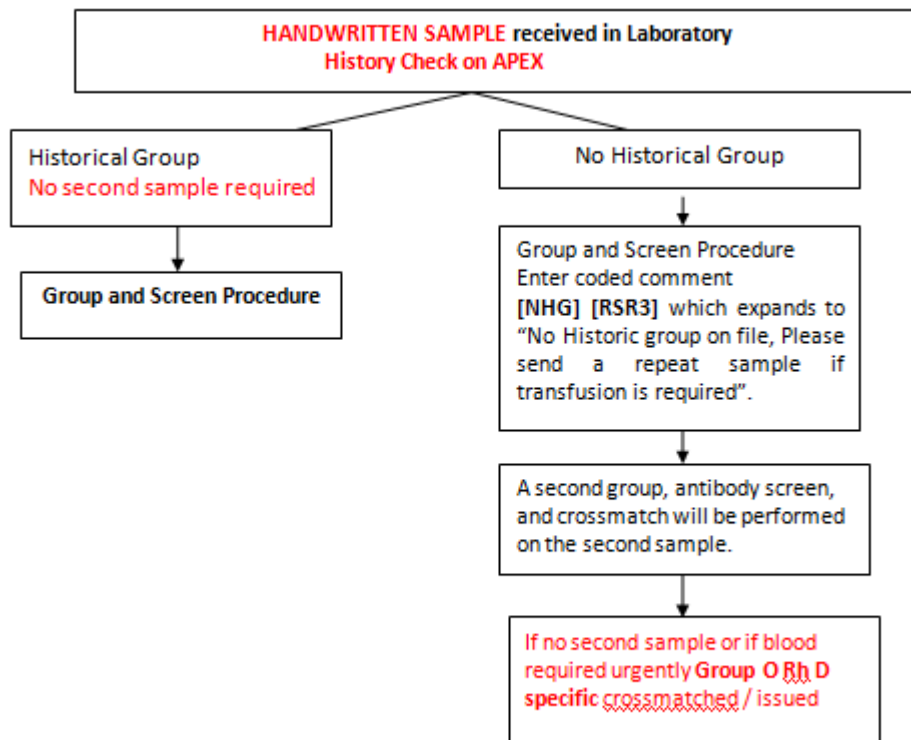 HANDWRITTEN SAMPLE received in Laboratory
History Check on APEX
Historical Group
No second sample required
Group and Screen Procedure
No Historical Group
Group and Screen Procedure
Enter coded comment
[NHG] [RSR3] which expands to
“No Historic group on file, Please
send a repeat sample if
transfusion is required”.
A second group, antibody screen,
and crossmatch will be performed
on the second sample.
If no second sample or if blood
required urgently Group O Rh D
specific crossmatched / issued